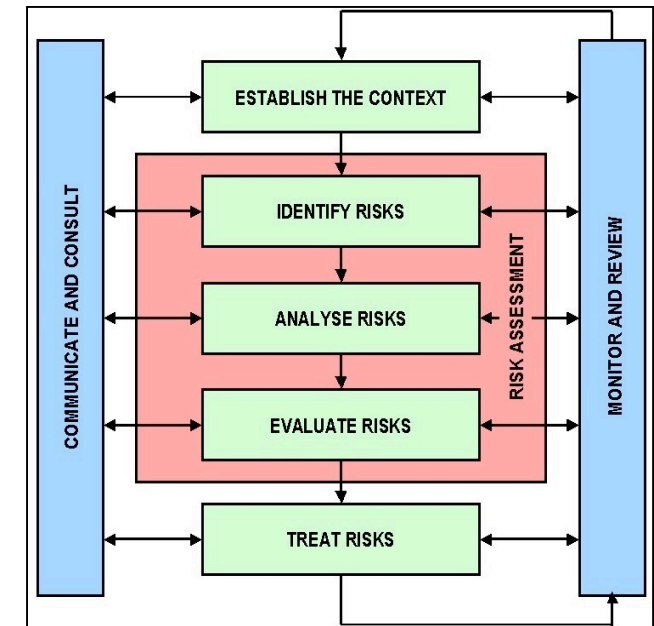 ESTABLISH THE CONTEXT
COMMUNICATE AND CONSULT
IDENTIFY RISKS
ANALYSE RISKS
EVALUATE RISKS
RISK ASSESSMENT
MONITOR AND REVIEW
TREAT RISKS